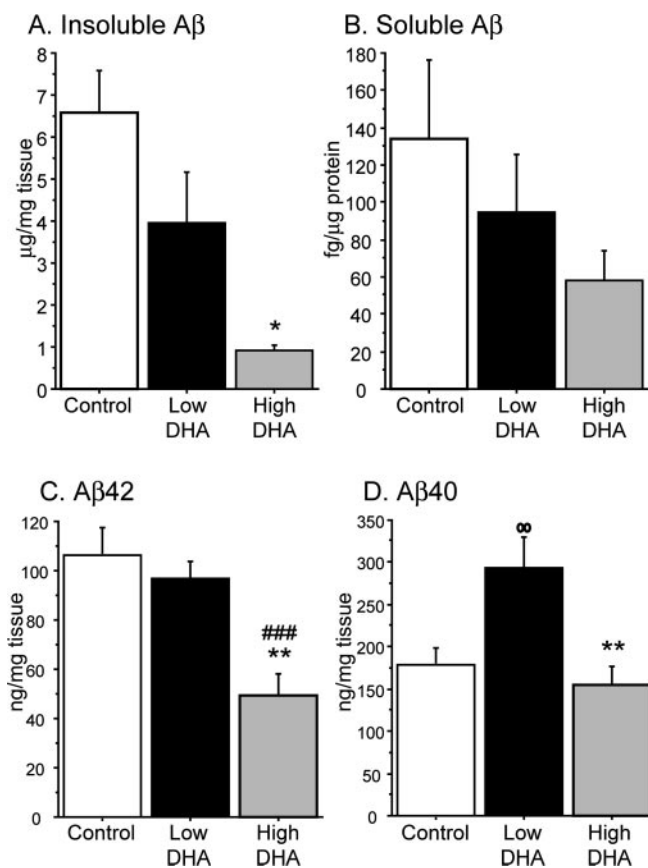 A. Insoluble Aβ
μg/mg tissue
8
7
6
5
4
3
2
1
0
*
Control
Low
DHA
High
DHA
B. Soluble Aβ
fg/μg protein
180
160
140
120
100
80
60
40
20
0
Control
Low
DHA
High
DHA
C. Aβ42
ng/mg tissue
120
100
80
60
40
20
0
###
**
Control
Low
DHA
High
DHA
D. Aβ40
ng/mg tissue
350
300
250
200
150
100
50
0
∞
**
Control
Low
DHA
High
DHA